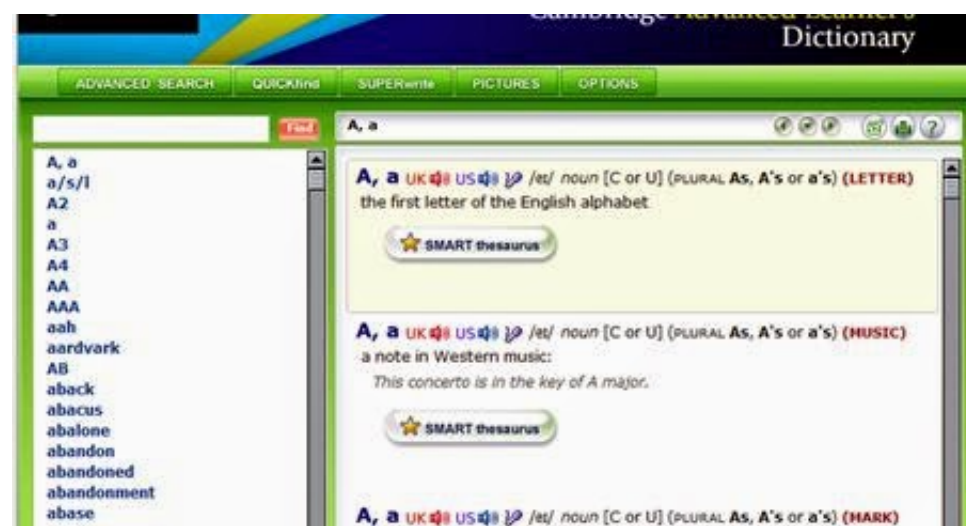 Cambridge Advanced Learner's
Dictionary
ADVANCED SEARCH QUICKfind SUPERwrite PICTURES OPTIONS
Find
A, a
A, a
a/s/l
A2
a
A3
A4
AA
AAA
aah
aardvark
AB
aback
abacus
abalone
abandon
abandoned
abandonment
abase
A, a UK US /eɪ/ noun [C or U] (PLURAL As, A's or a's) (LETTER)
the first letter of the English alphabet
SMART thesaurus
A, a UK US /eɪ/ noun [C or U] (PLURAL As, A's or a's) (MUSIC)
a note in Western music:
This concerto is in the key of A major.
SMART thesaurus
A, a UK US /eɪ/ noun [C or U] (PLURAL As, A's or a's) (MARK)